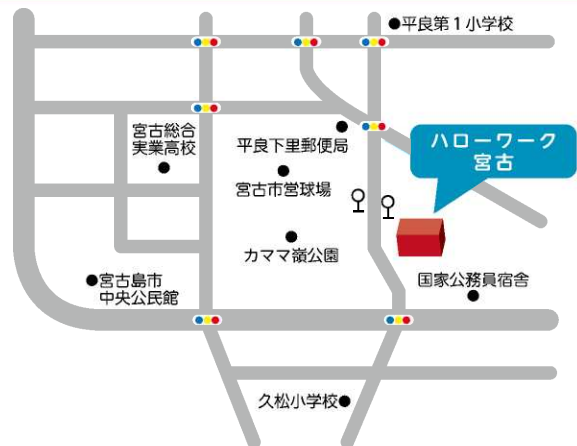 平良第１小学校
宮古総合
実業高校
平良下里郵便局
ハローワーク
宮古
宮古市営球場
カママ嶺公園
宮古島市
中央公民館
国家公務員宿舎
久松小学校